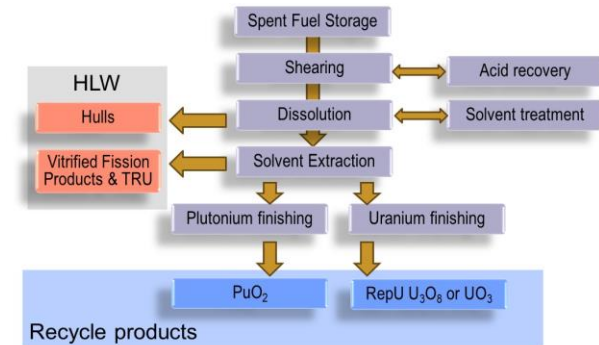 Spent Fuel Storage
Shearing
Acid recovery
HLW
Hulls
Dissolution
Solvent treatment
Vitrified Fission
Products & TRU
Solvent Extraction
Plutonium finishing
Uranium finishing
PuO₂
RepU U₃O₈ or UO₃
Recycle products